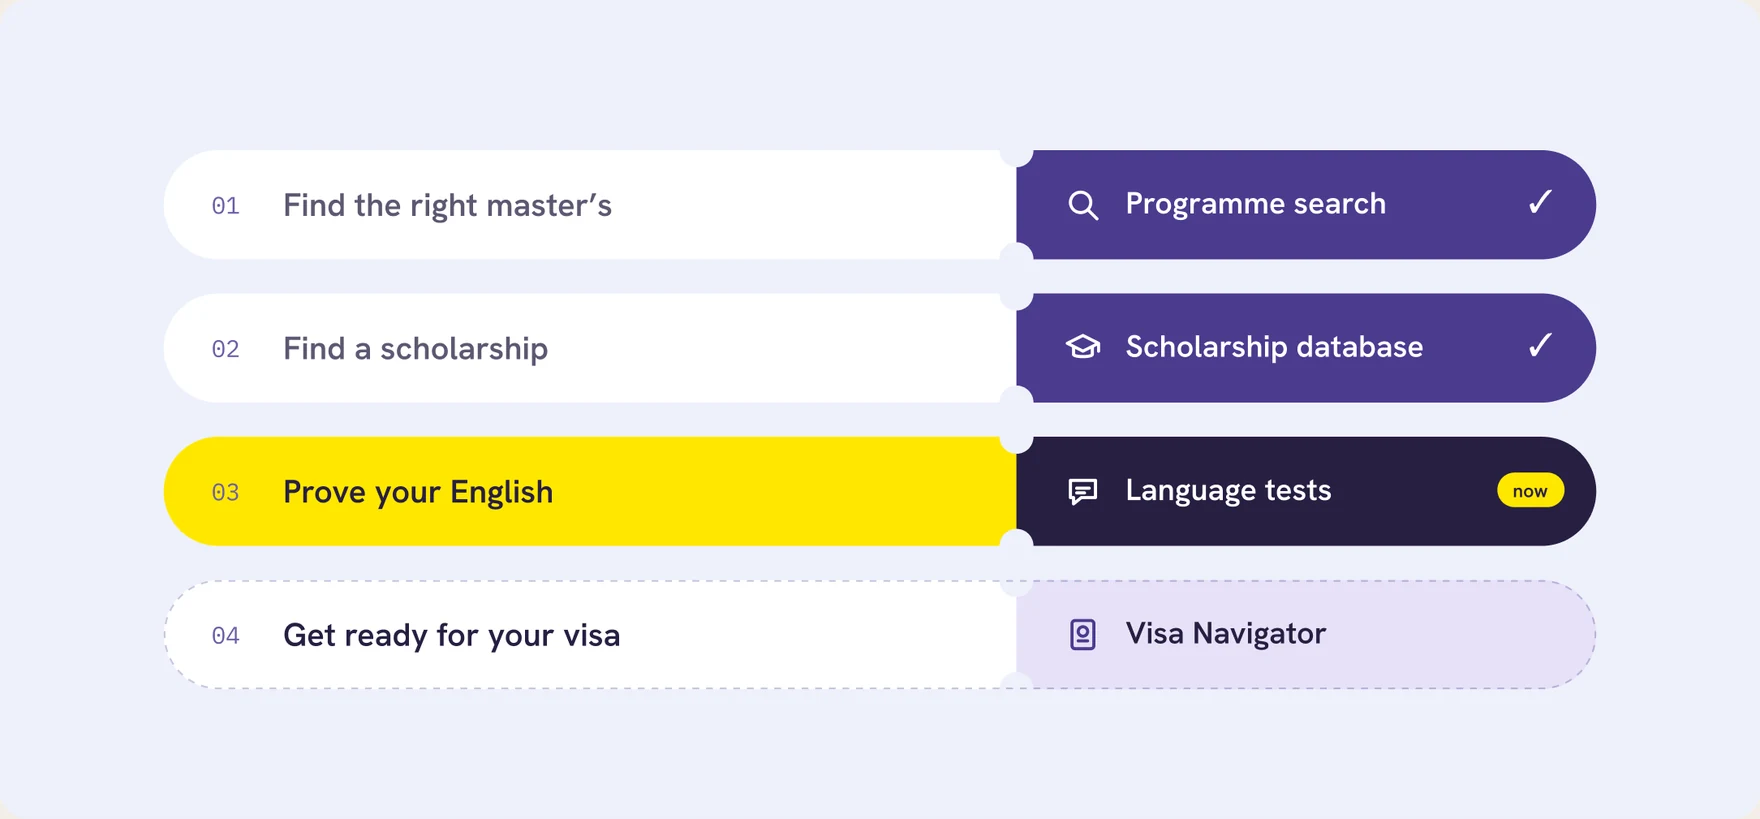 01 Find the right master’s Programme search ✓
02 Find a scholarship Scholarship database ✓
03 Prove your English Language tests now
04 Get ready for your visa Visa Navigator